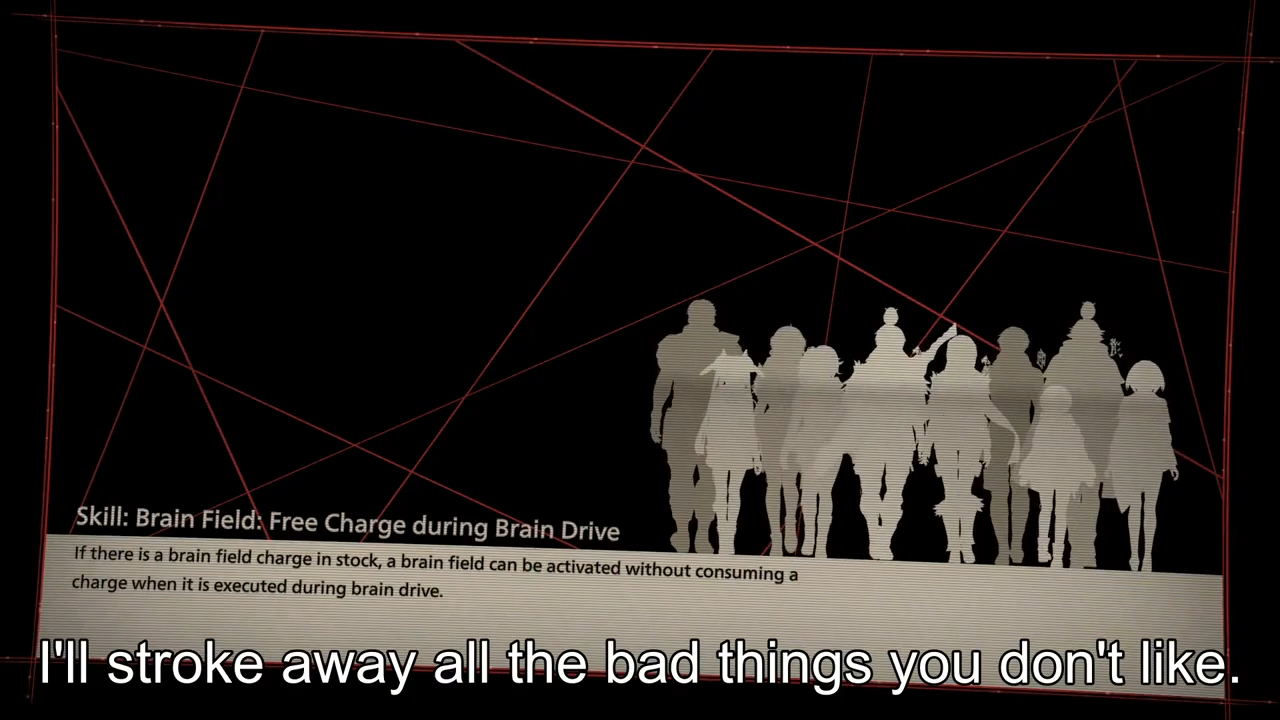 Skill: Brain Field: Free Charge during Brain Drive
If there is a brain field charge in stock, a brain field can be activated without consuming a
charge when it is executed during brain drive.
I'll stroke away all the bad things you don't like.